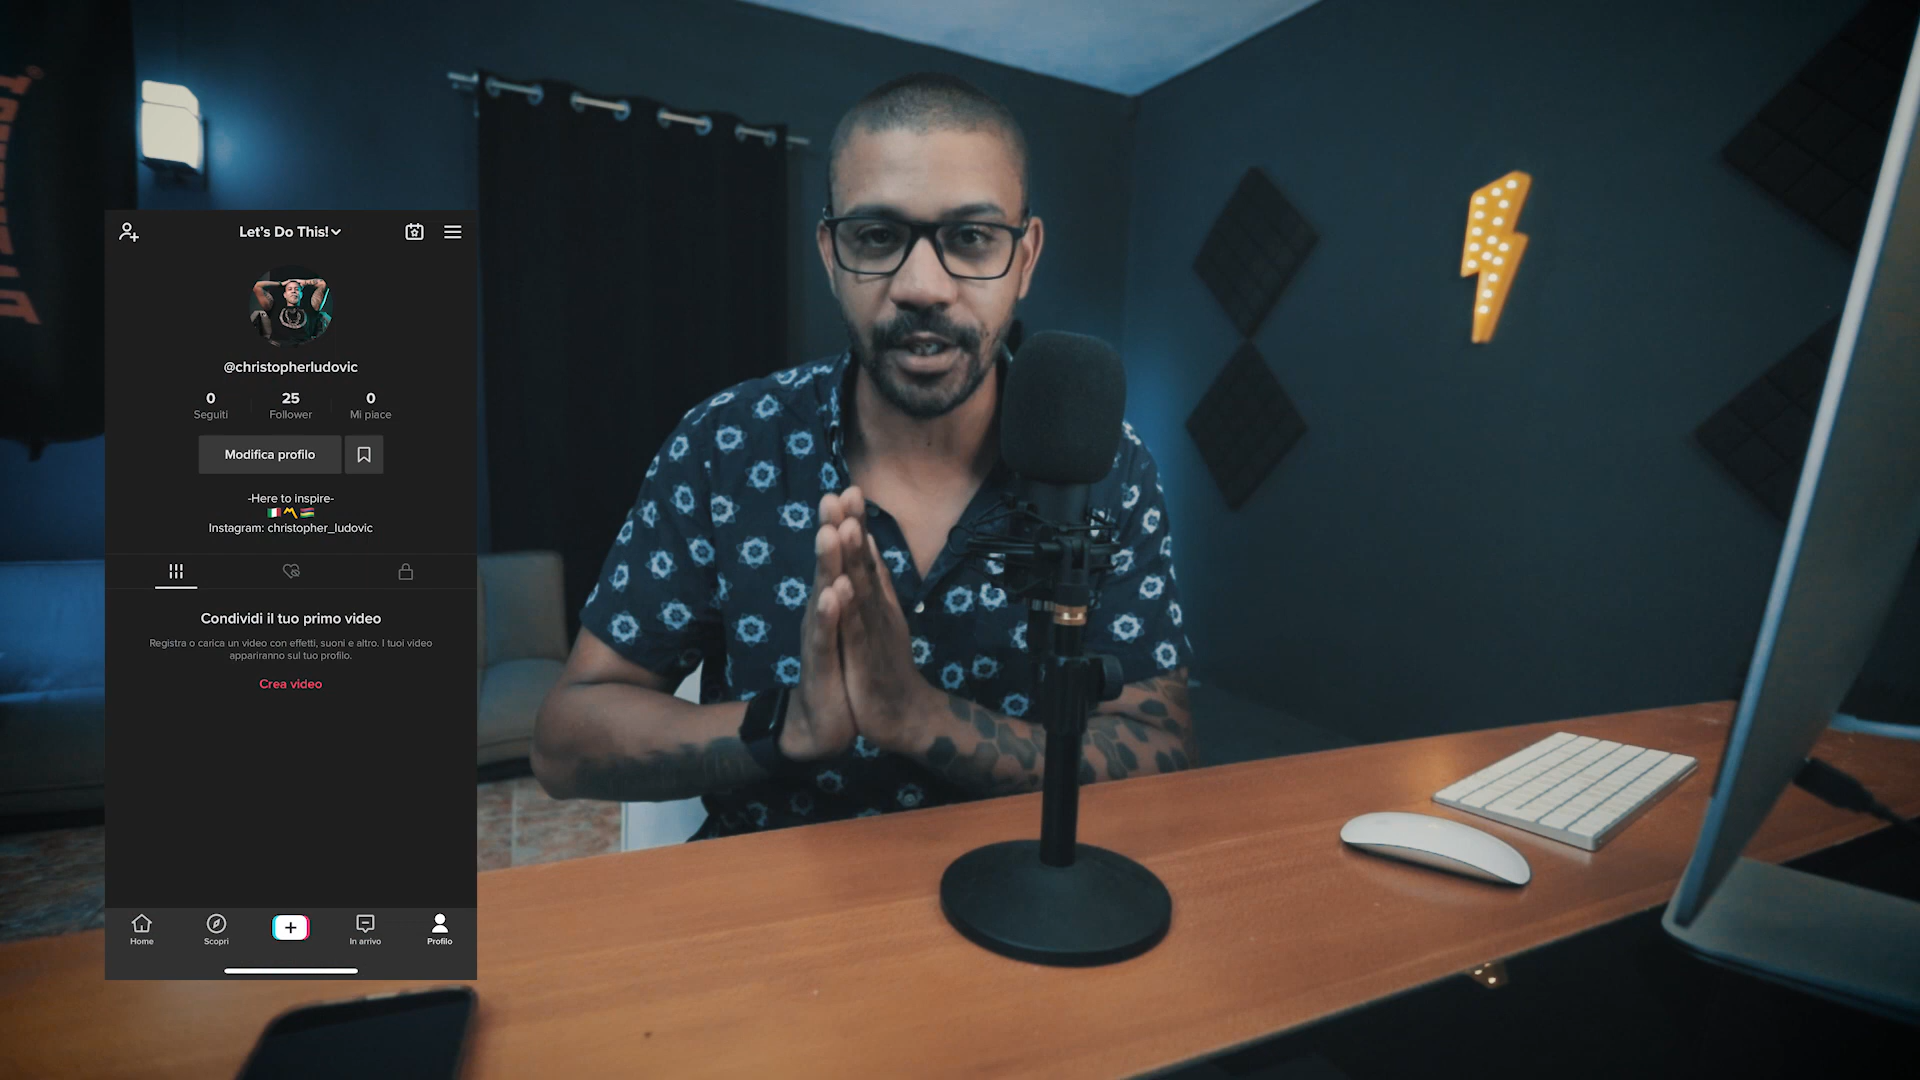 Let's Do This!
@christopherludovic
0 25 0
Seguiti Follower Mi piace
Modifica profilo
-Here to inspire-
Instagram: christopher_ludovic
Condividi il tuo primo video
Registra o carica un video con effetti, suoni e altro. I tuoi video
appariranno sul tuo profilo.
Crea video
Home Scopri In arrivo Profilo